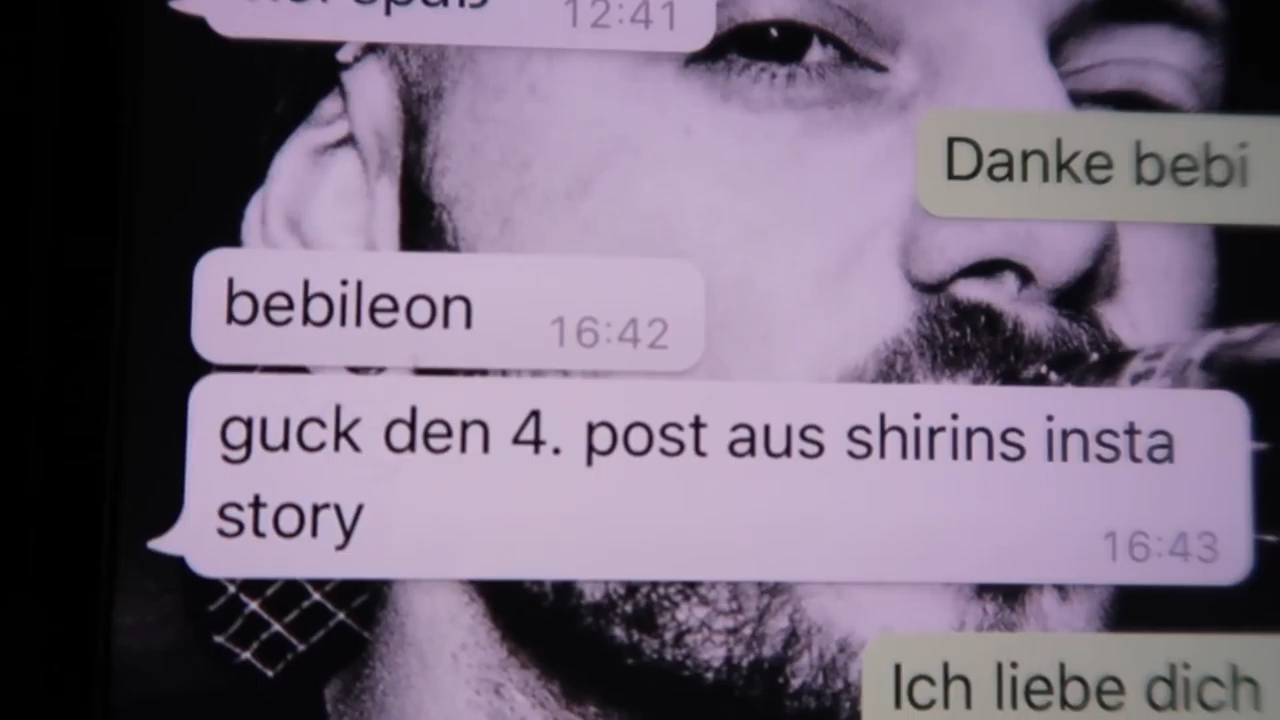 12:41
Danke bebi
bebileon
16:42
guck den 4. post aus shirins insta
story
16:43
Ich liebe dich